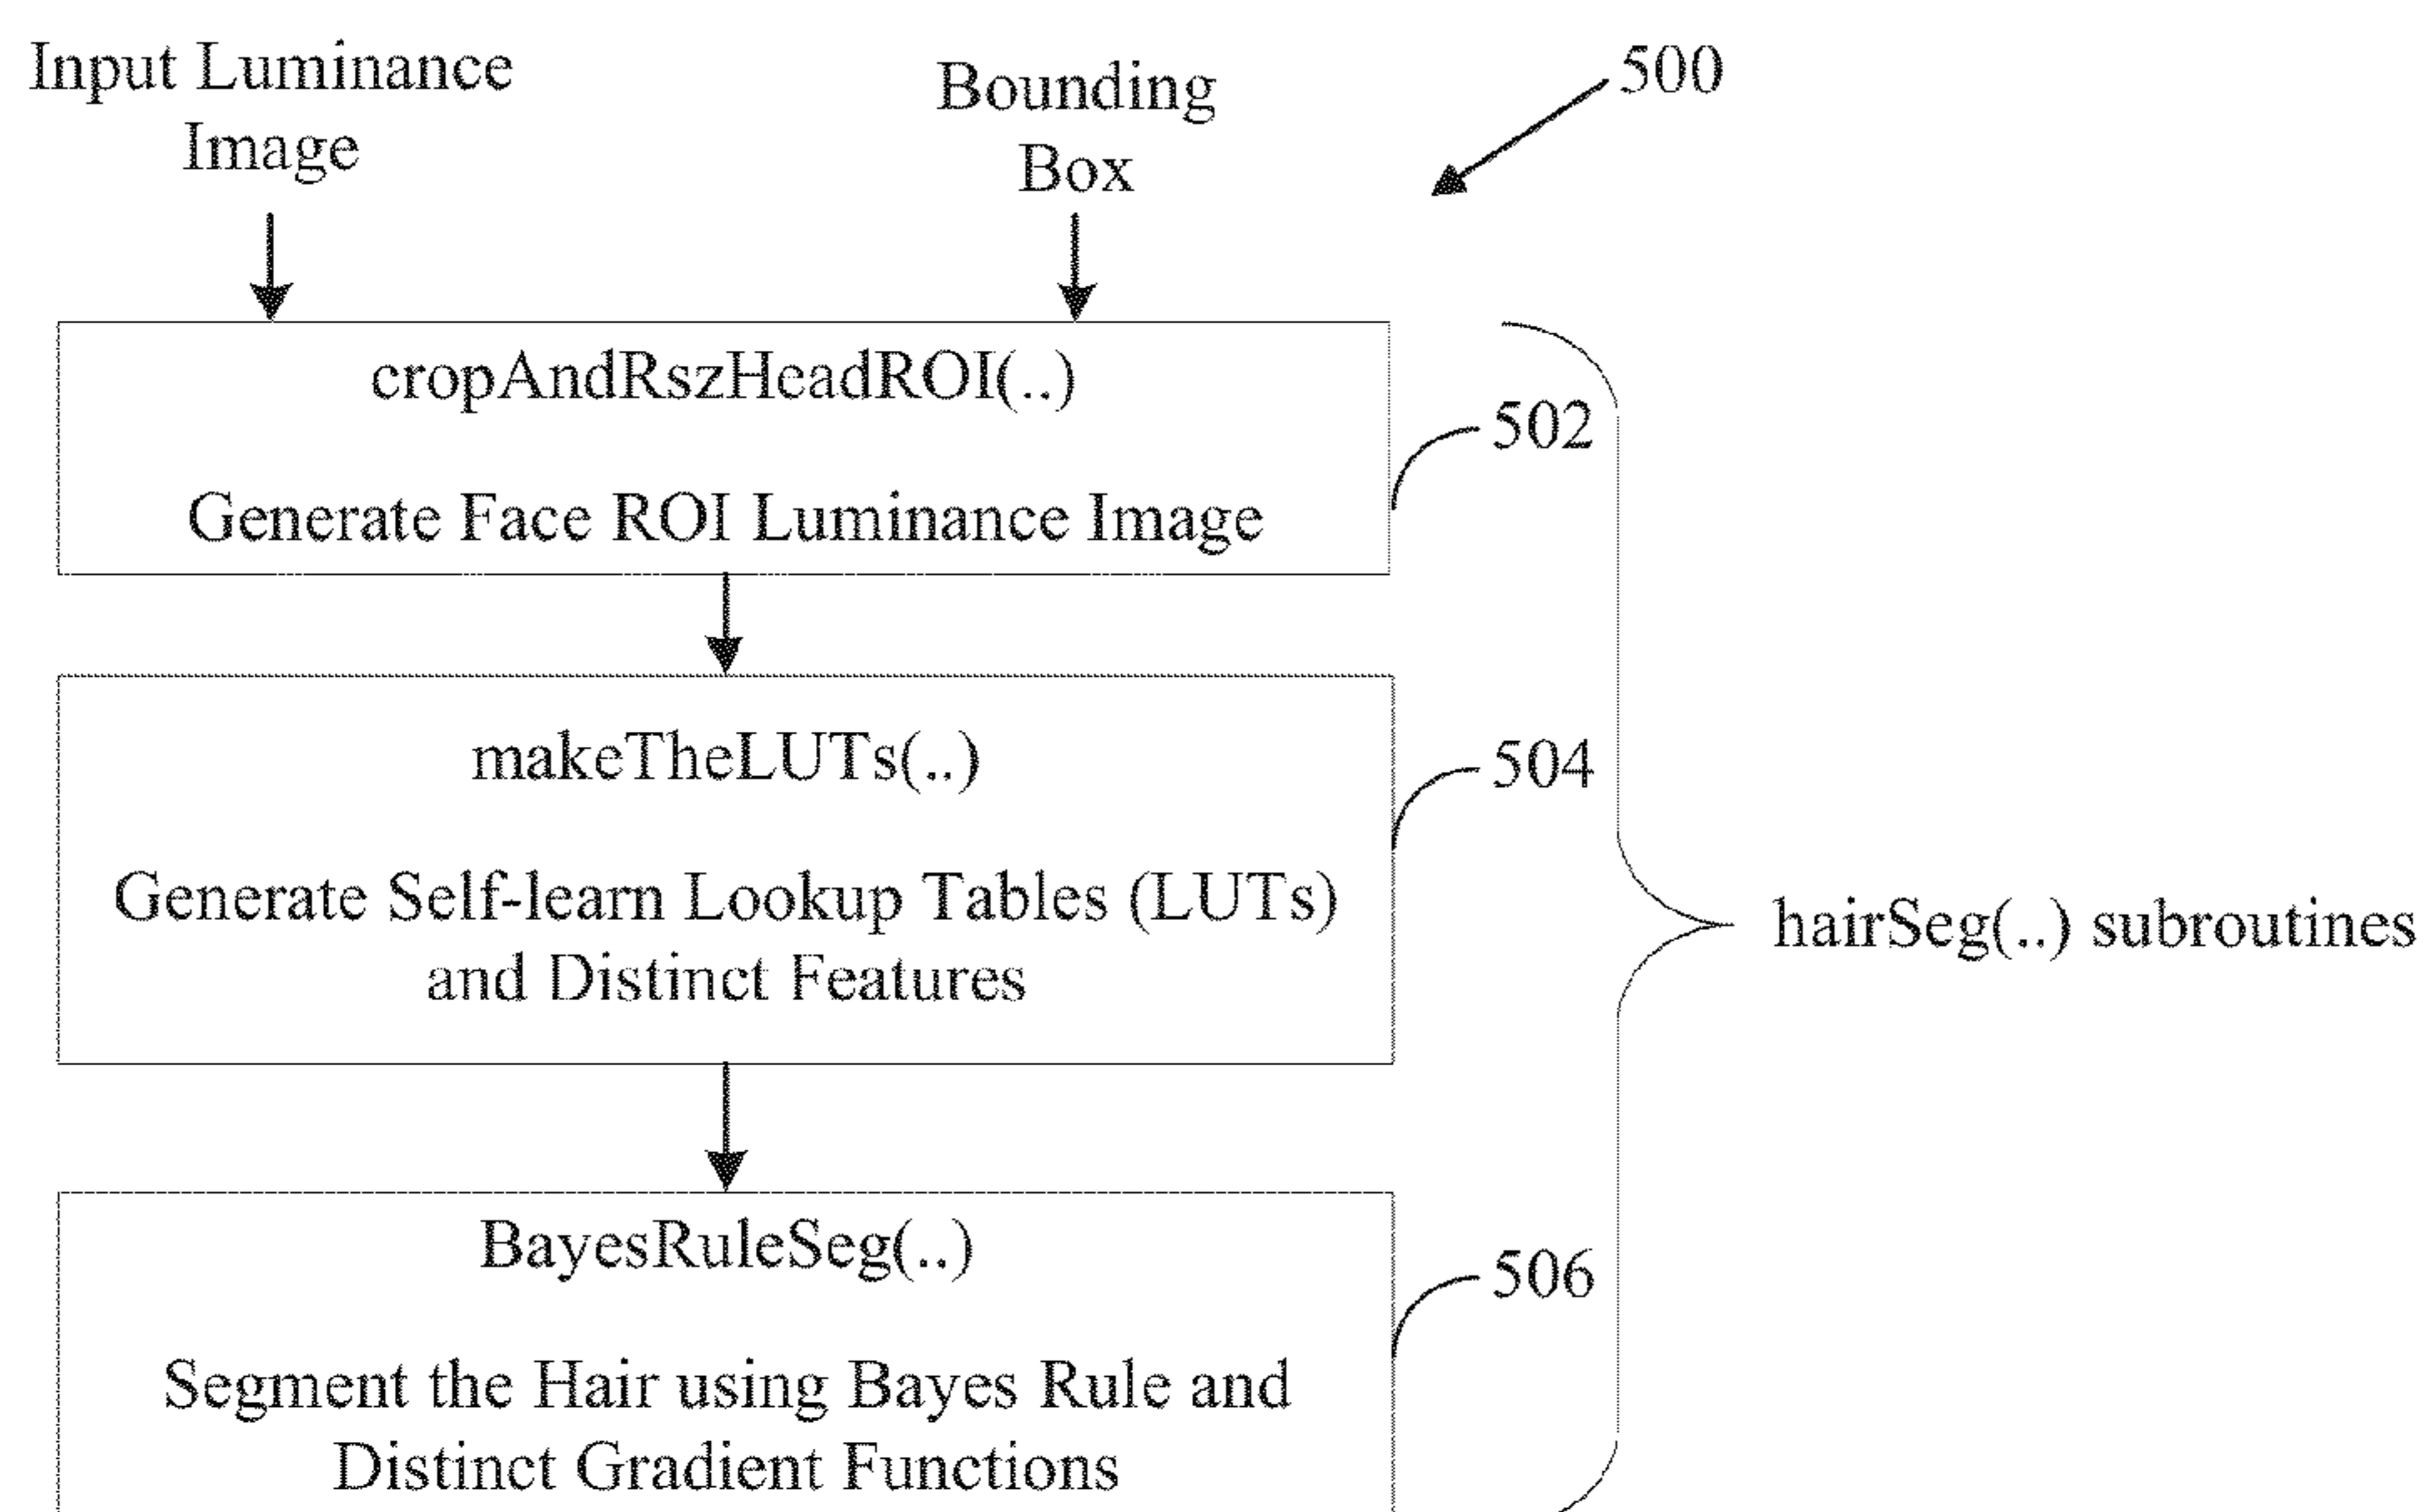 Input Luminance
Image
Bounding
Box
500
cropAndRszHeadROI(..)
502
Generate Face ROI Luminance Image
makeTheLUTs(..)
504
Generate Self-learn Lookup Tables (LUTs)
and Distinct Features
hairSeg(..) subroutines
BayesRuleSeg(..)
506
Segment the Hair using Bayes Rule and
Distinct Gradient Functions